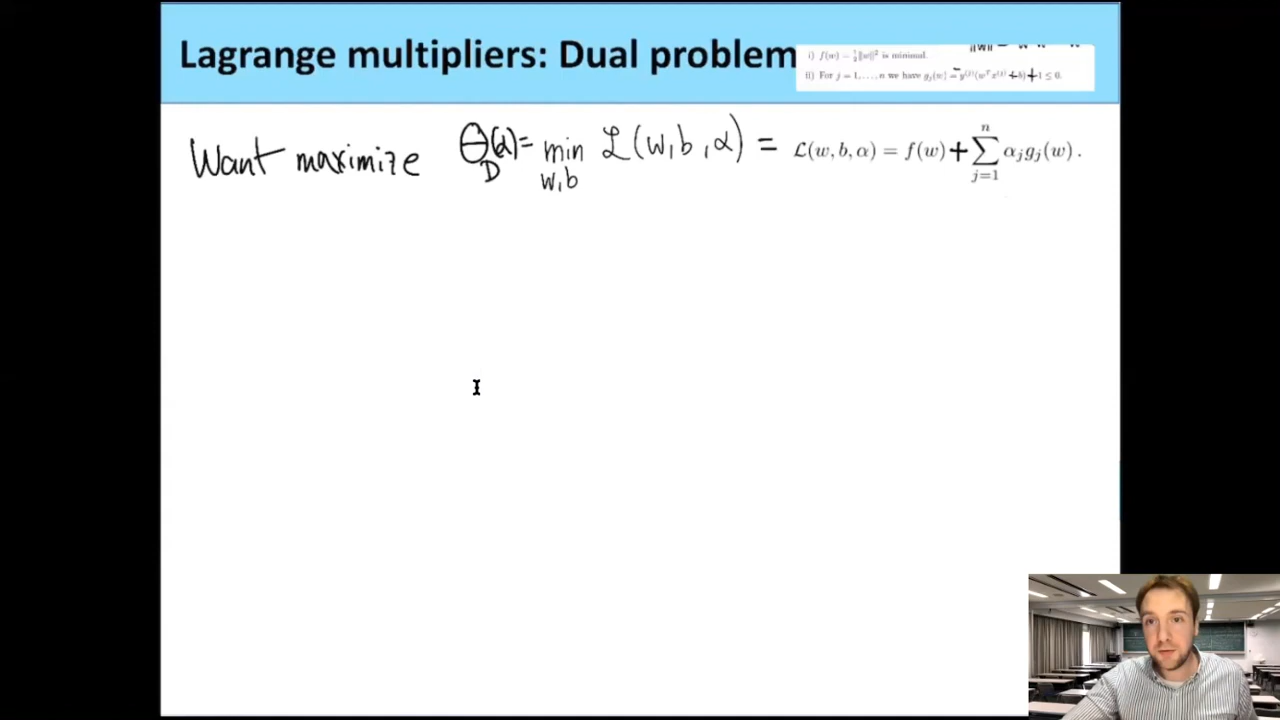 Lagrange multipliers: Dual problem
i) f(w) = ½||w||² is minimal.
ii) For j = 1, . . . , n we have gⱼ(w) = −y⁽ʲ⁾(wᵀx⁽ʲ⁾ + b) + 1 ≤ 0.
Want maximize Θ_D(α) = min_{w,b} ℒ(w,b,α) = ℒ(w, b, α) = f(w) + ∑_{j=1}^{n} αⱼgⱼ(w) .